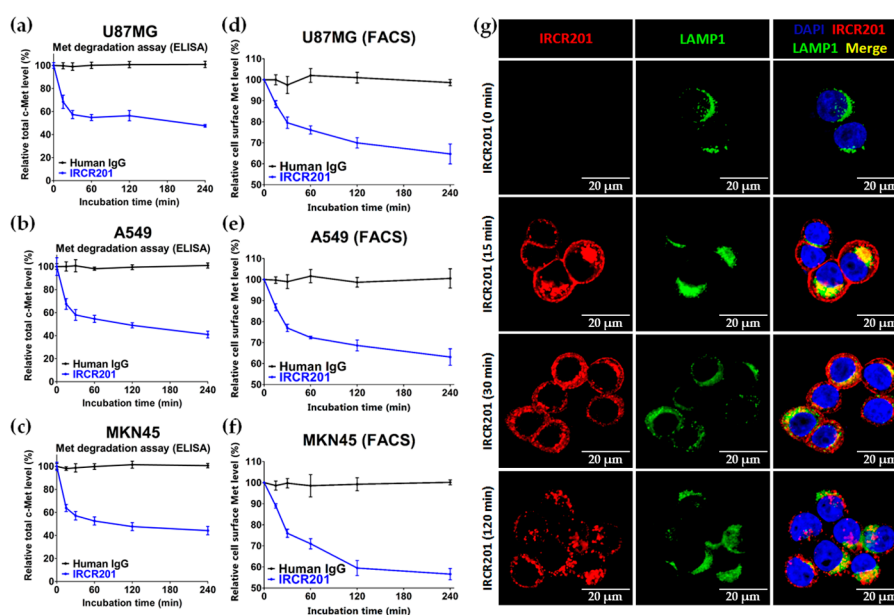 (a)
U87MG
Met degradation assay (ELISA)
Relative total c-Met level (%)
120
100
80
60
40
20
0
Human IgG
IRCR201
0 60 120 180 240
Incubation time (min)
(b)
A549
Met degradation assay (ELISA)
Relative total c-Met level (%)
120
100
80
60
40
20
0
Human IgG
IRCR201
0 60 120 180 240
Incubation time (min)
(c)
MKN45
Met degradation assay (ELISA)
Relative total c-Met level (%)
120
100
80
60
40
20
0
Human IgG
IRCR201
0 60 120 180 240
Incubation time (min)
(d)
U87MG (FACS)
Relative cell surface Met level (%)
110
100
90
80
70
60
50
Human IgG
IRCR201
0 60 120 180 240
Incubation time (min)
(e)
A549 (FACS)
Relative cell surface Met level (%)
110
100
90
80
70
60
50
Human IgG
IRCR201
0 60 120 180 240
Incubation time (min)
(f)
MKN45 (FACS)
Relative cell surface Met level (%)
110
100
90
80
70
60
50
Human IgG
IRCR201
0 60 120 180 240
Incubation time (min)
(g)
IRCR201
LAMP1
DAPI IRCR201
LAMP1 Merge
IRCR201 (0 min)
20 µm
20 µm
20 µm
IRCR201 (15 min)
20 µm
20 µm
20 µm
IRCR201 (30 min)
20 µm
20 µm
20 µm
IRCR201 (120 min)
20 µm
20 µm
20 µm